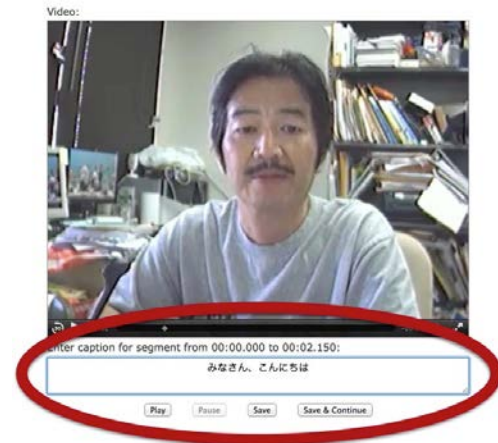 Video:
Enter caption for segment from 00:00.000 to 00:02.150:
みなさん、こんにちは
Play Pause Save Save & Continue